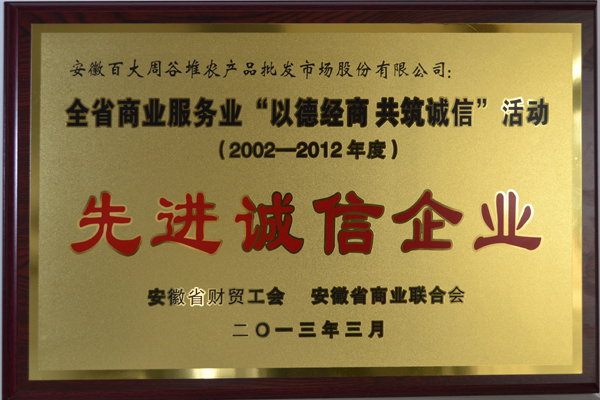 安徽百大周谷堆农产品批发市场股份有限公司：
全省商业服务业“以德经商 共筑诚信”活动
（2002—2012年度）
先进诚信企业
安徽省财贸工会 安徽省商业联合会
二〇一三年三月